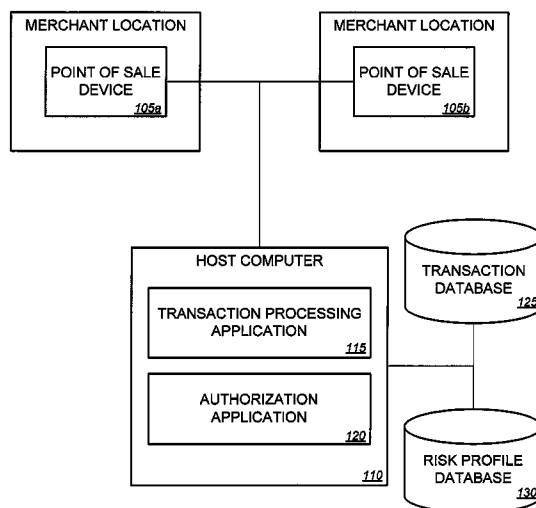 MERCHANT LOCATION
POINT OF SALE
DEVICE
105a
MERCHANT LOCATION
POINT OF SALE
DEVICE
105b
HOST COMPUTER
TRANSACTION PROCESSING
APPLICATION
115
AUTHORIZATION
APPLICATION
120
110
TRANSACTION
DATABASE
125
RISK PROFILE
DATABASE
130